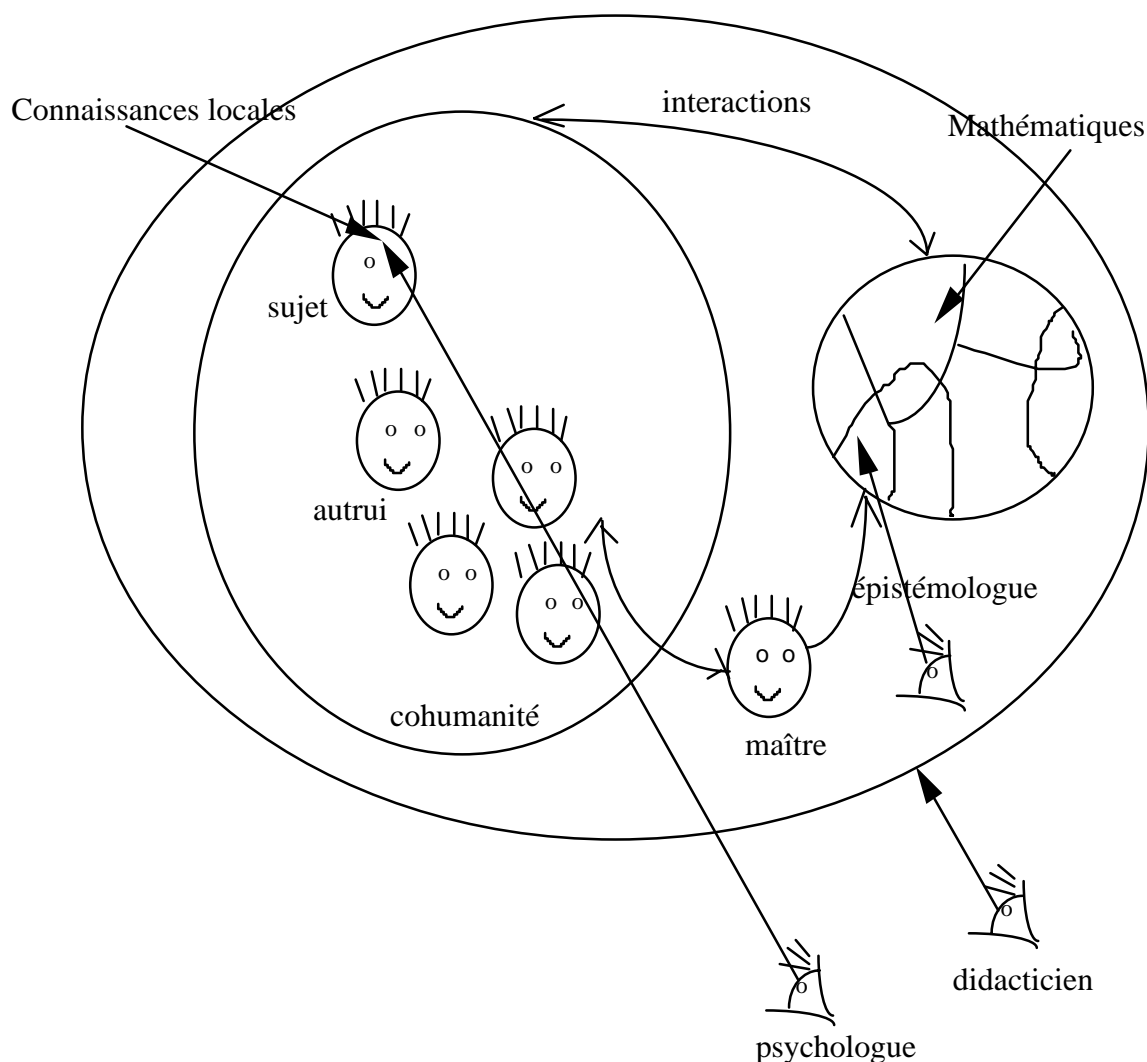 interactions
Connaissances locales
Mathématiques
sujet
autrui
épistémologue
cohumanité
maître
didacticien
psychologue